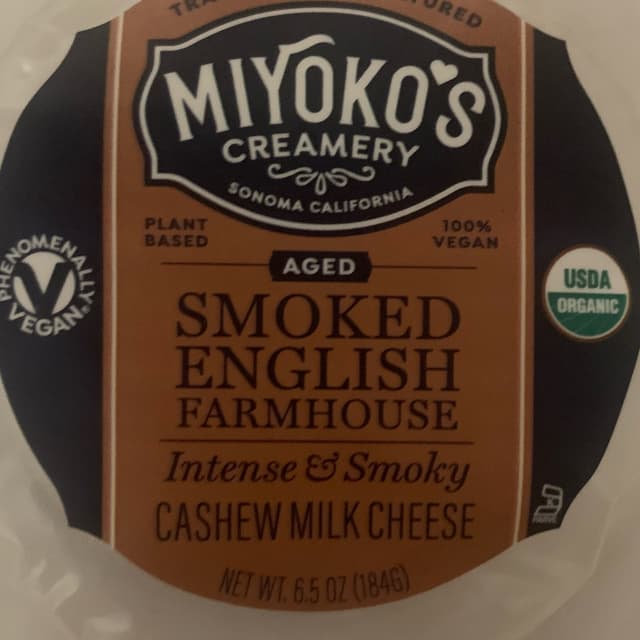 MIYOKO'S
CREAMERY
SONOMA CALIFORNIA
PLANT
BASED
100%
VEGAN
AGED
PHENOMENALLY
V
VEGAN
USDA
ORGANIC
SMOKED
ENGLISH
FARMHOUSE
Intense & Smoky
CASHEW MILK CHEESE
NET WT. 6.5 OZ (184G)